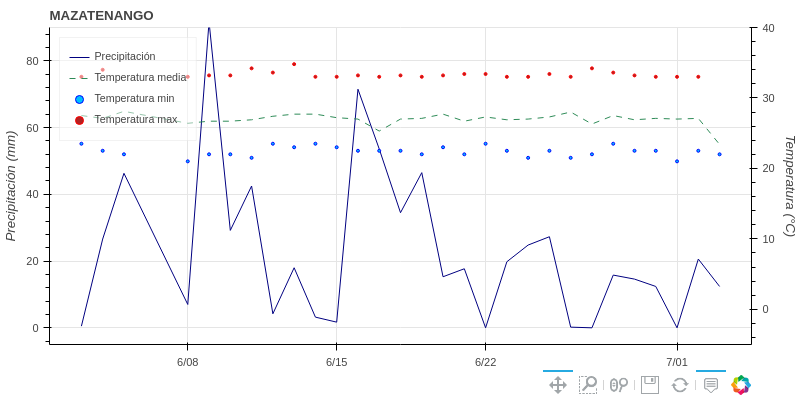 MAZATENANGO
Precipitación
Temperatura media
Temperatura min
Temperatura max
Precipitación (mm)
80
60
40
20
0
Temperatura (°C)
40
30
20
10
0
6/08
6/15
6/22
7/01